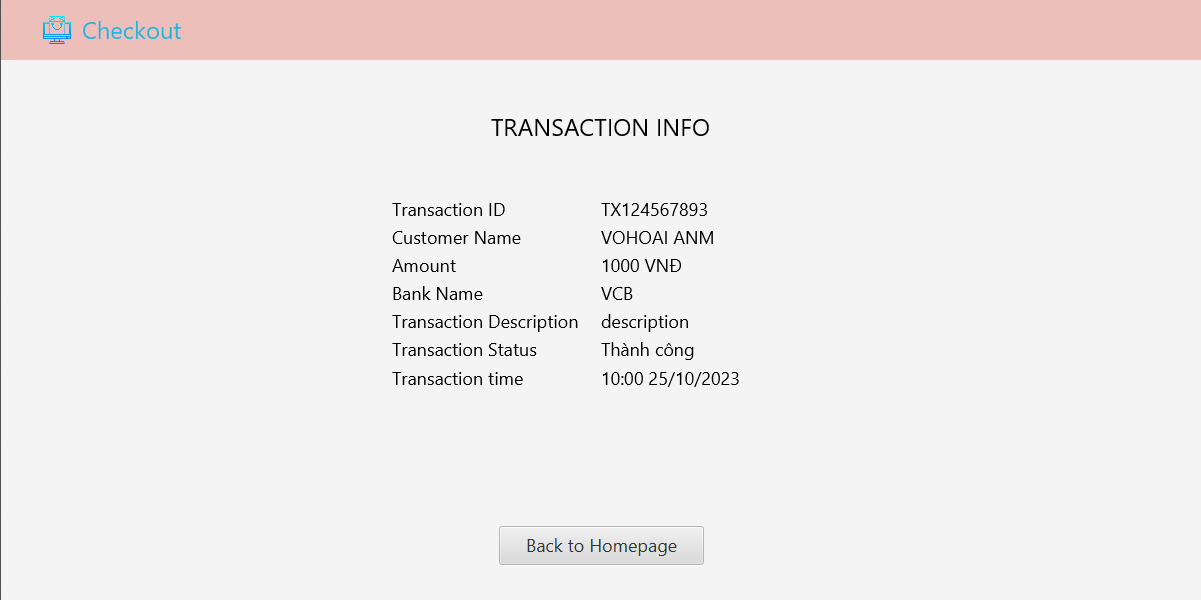 Checkout
TRANSACTION INFO
Transaction ID TX124567893
Customer Name VOHOAI ANM
Amount 1000 VNĐ
Bank Name VCB
Transaction Description description
Transaction Status Thành công
Transaction time 10:00 25/10/2023
Back to Homepage